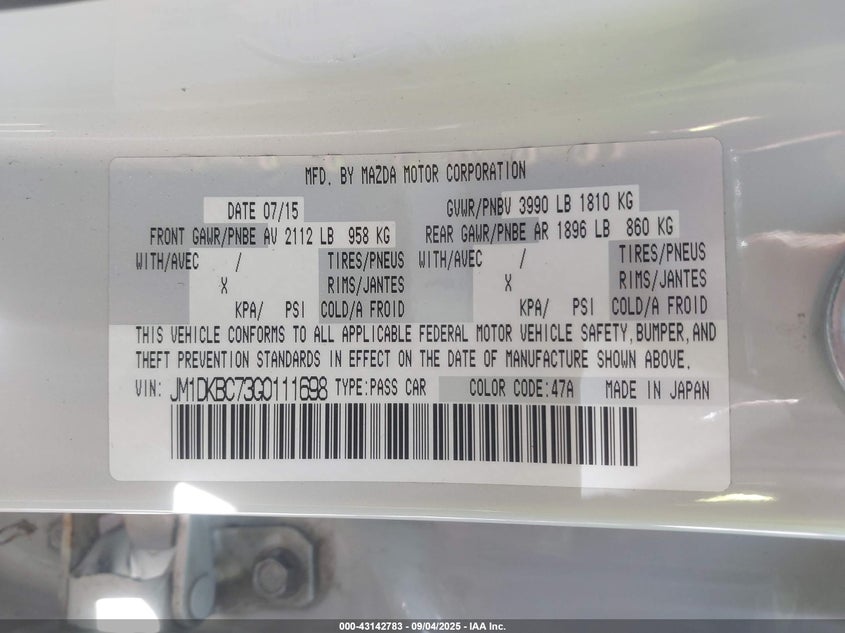 MFD. BY MAZDA MOTOR CORPORATION
DATE 07/15 GVWR/PNBV 3990 LB 1810 KG
FRONT GAWR/PNBE AV 2112 LB 958 KG REAR GAWR/PNBE AR 1896 LB 860 KG
WITH/AVEC / TIRES/PNEUS WITH/AVEC / TIRES/PNEUS
X RIMS/JANTES X RIMS/JANTES
KPA/ PSI COLD/A FROID KPA/ PSI COLD/A FROID
THIS VEHICLE CONFORMS TO ALL APPLICABLE FEDERAL MOTOR VEHICLE SAFETY, BUMPER, AND
THEFT PREVENTION STANDARDS IN EFFECT ON THE DATE OF MANUFACTURE SHOWN ABOVE.
VIN: JM1DKBC73G0111698 TYPE: PASS CAR COLOR CODE: 47A MADE IN JAPAN
000-43142783 - 09/04/2025 - IAA Inc.